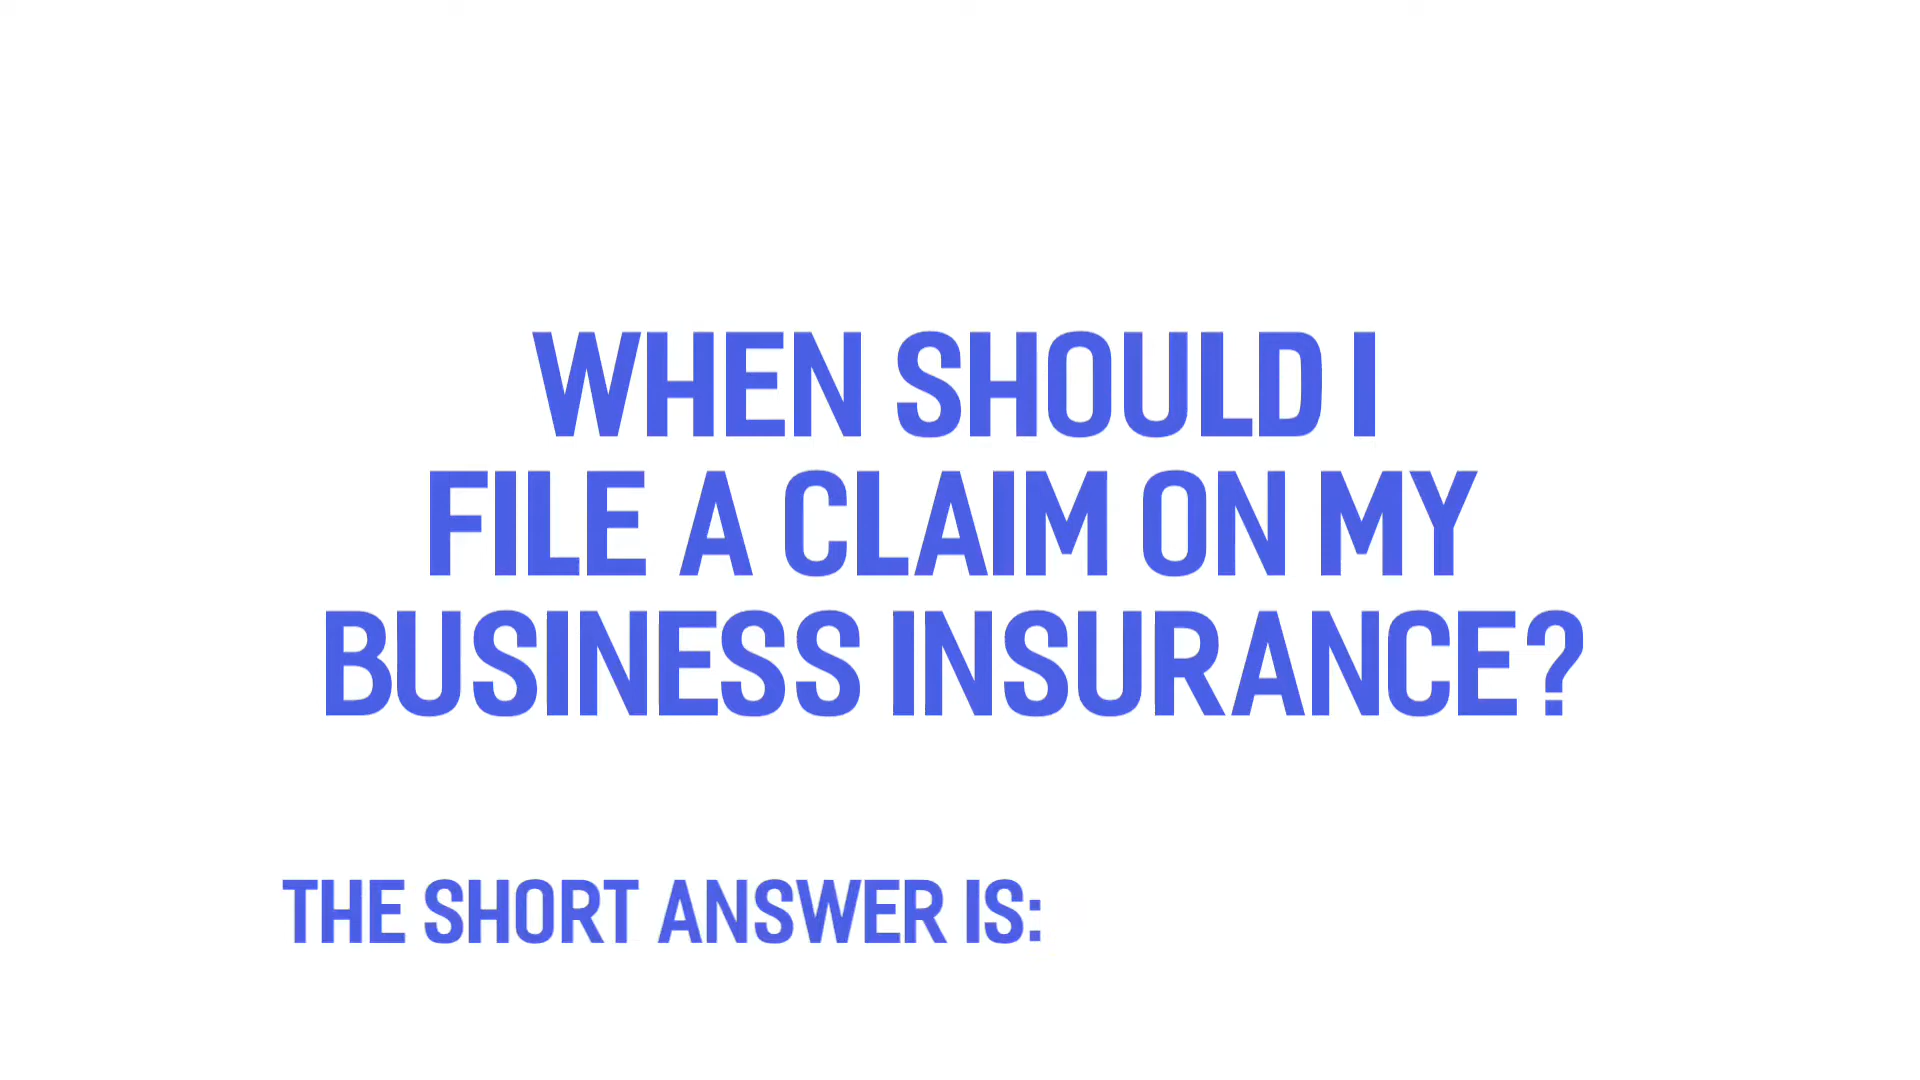 WHEN SHOULD I
FILE A CLAIM ON MY
BUSINESS INSURANCE?
THE SHORT ANSWER IS: